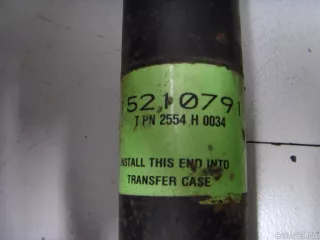 5210791
T PN 2554 H 0034
INSTALL THIS END INTO
TRANSFER CASE